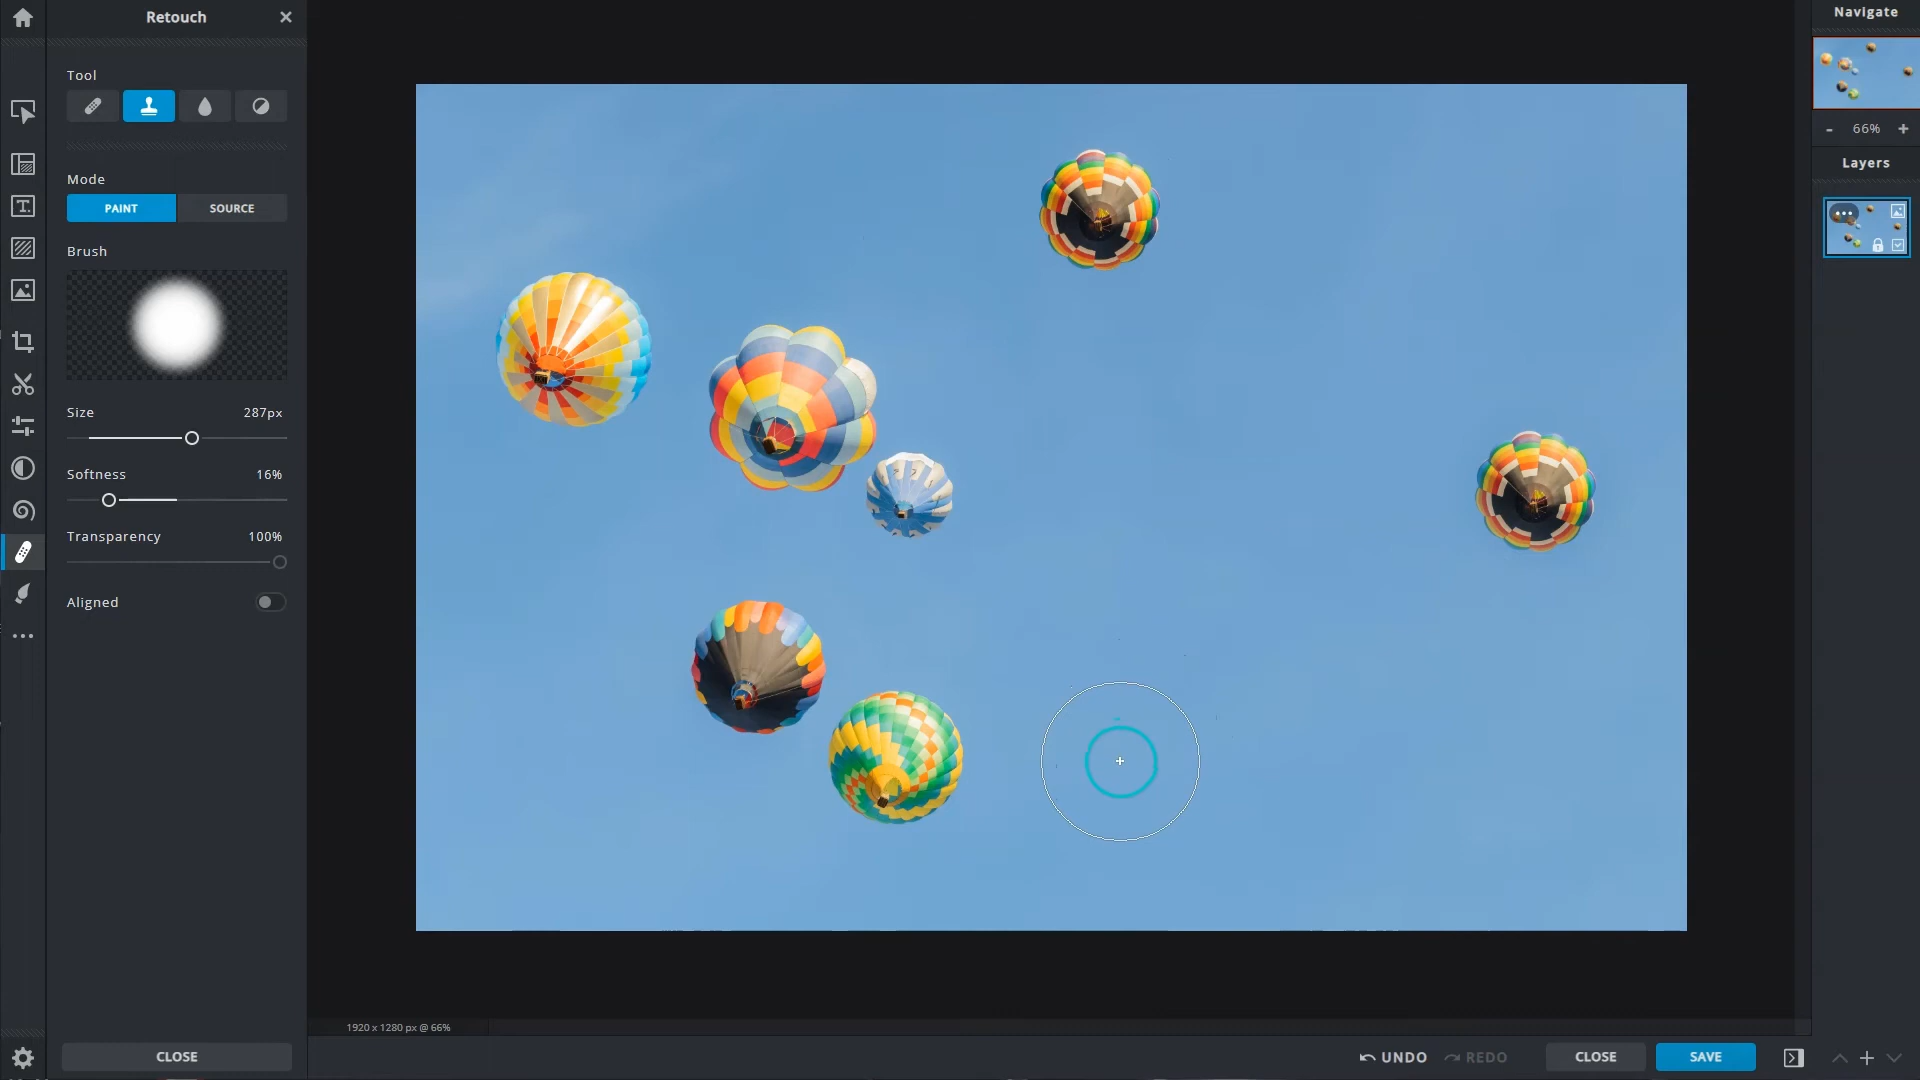 Retouch
Navigate
Tool
- 66% +
Mode
Layers
PAINT SOURCE
Brush
Size 287px
Softness 16%
Transparency 100%
Aligned
1920 x 1280 px @ 66%
CLOSE
UNDO REDO CLOSE SAVE